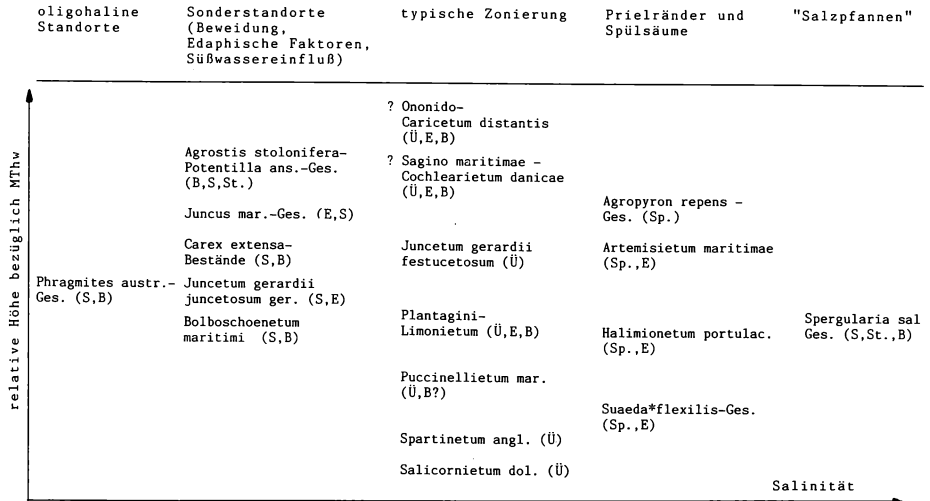 oligohaline
Standorte
Sonderstandorte
(Beweidung,
Edaphische Faktoren,
Süßwassereinfluß)
typische Zonierung
Prielränder und
Spülsäume
"Salzpfannen"
relative Höhe bezüglich MThw
Phragmites austr.-
Ges. (S,B)
Agrostis stolonifera-
Potentilla ans.-Ges.
(B,S,St.)
Juncus mar.-Ges. (E,S)
Carex extensa-
Bestände (S,B)
Juncetum gerardii
juncetosum ger. (S,E)
Bolboschoenetum
maritimi (S,B)
? Ononido-
Caricetum distantis
(Ü,E,B)
? Sagino maritimae -
Cochlearietum danicae
(Ü,E,B)
Juncetum gerardii
festucetosum (Ü)
Plantagini-
Limonietum (Ü,E,B)
Puccinellietum mar.
(Ü,B?)
Spartinetum angl. (Ü)
Salicornietum dol. (Ü)
Agropyron repens -
Ges. (Sp.)
Artemisietum maritimae
(Sp.,E)
Halimionetum portulac.
(Sp.,E)
Suaeda*flexilis-Ges.
(Sp.,E)
Spergularia sal
Ges. (S,St.,B)
Salinität